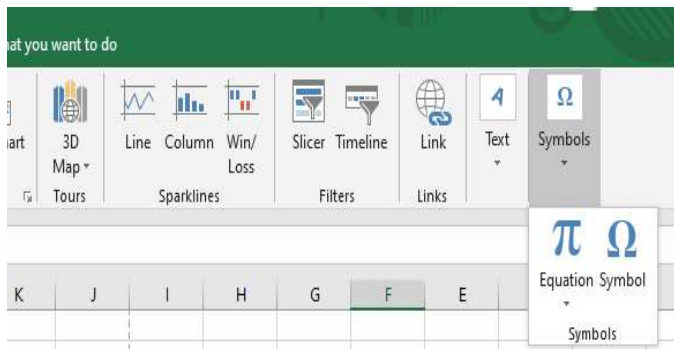 hat you want to do
art
3D Map
Line
Column
Win/ Loss
Slicer
Timeline
Link
Text
Ω
Symbols
Tours
Sparklines
Filters
Links
π
Ω
Equation
Symbol
Symbols
K J I H G F E